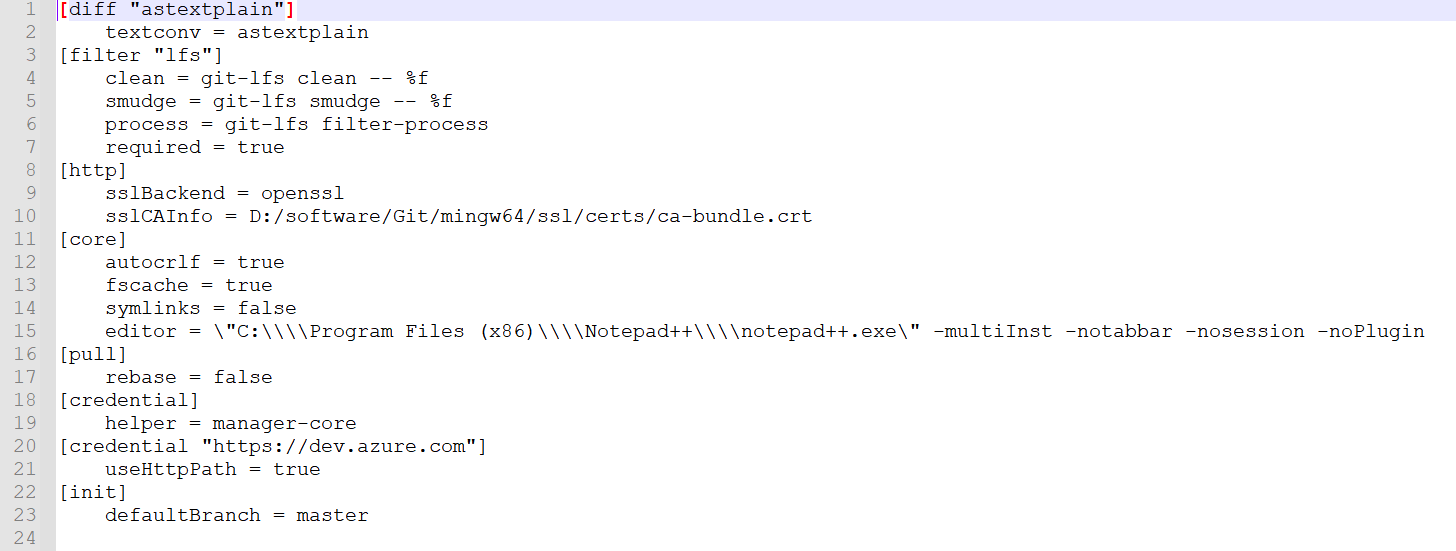 1 [diff "astextplain"]
2     textconv = astextplain
3 [filter "lfs"]
4     clean = git-lfs clean -- %f
5     smudge = git-lfs smudge -- %f
6     process = git-lfs filter-process
7     required = true
8 [http]
9     sslBackend = openssl
10     sslCAInfo = D:/software/Git/mingw64/ssl/certs/ca-bundle.crt
11 [core]
12     autocrlf = true
13     fscache = true
14     symlinks = false
15     editor = \"C:\\\\Program Files (x86)\\\\Notepad++\\\\notepad++.exe\" -multiInst -notabbar -nosession -noPlugin
16 [pull]
17     rebase = false
18 [credential]
19     helper = manager-core
20 [credential "https://dev.azure.com"]
21     useHttpPath = true
22 [init]
23     defaultBranch = master
24